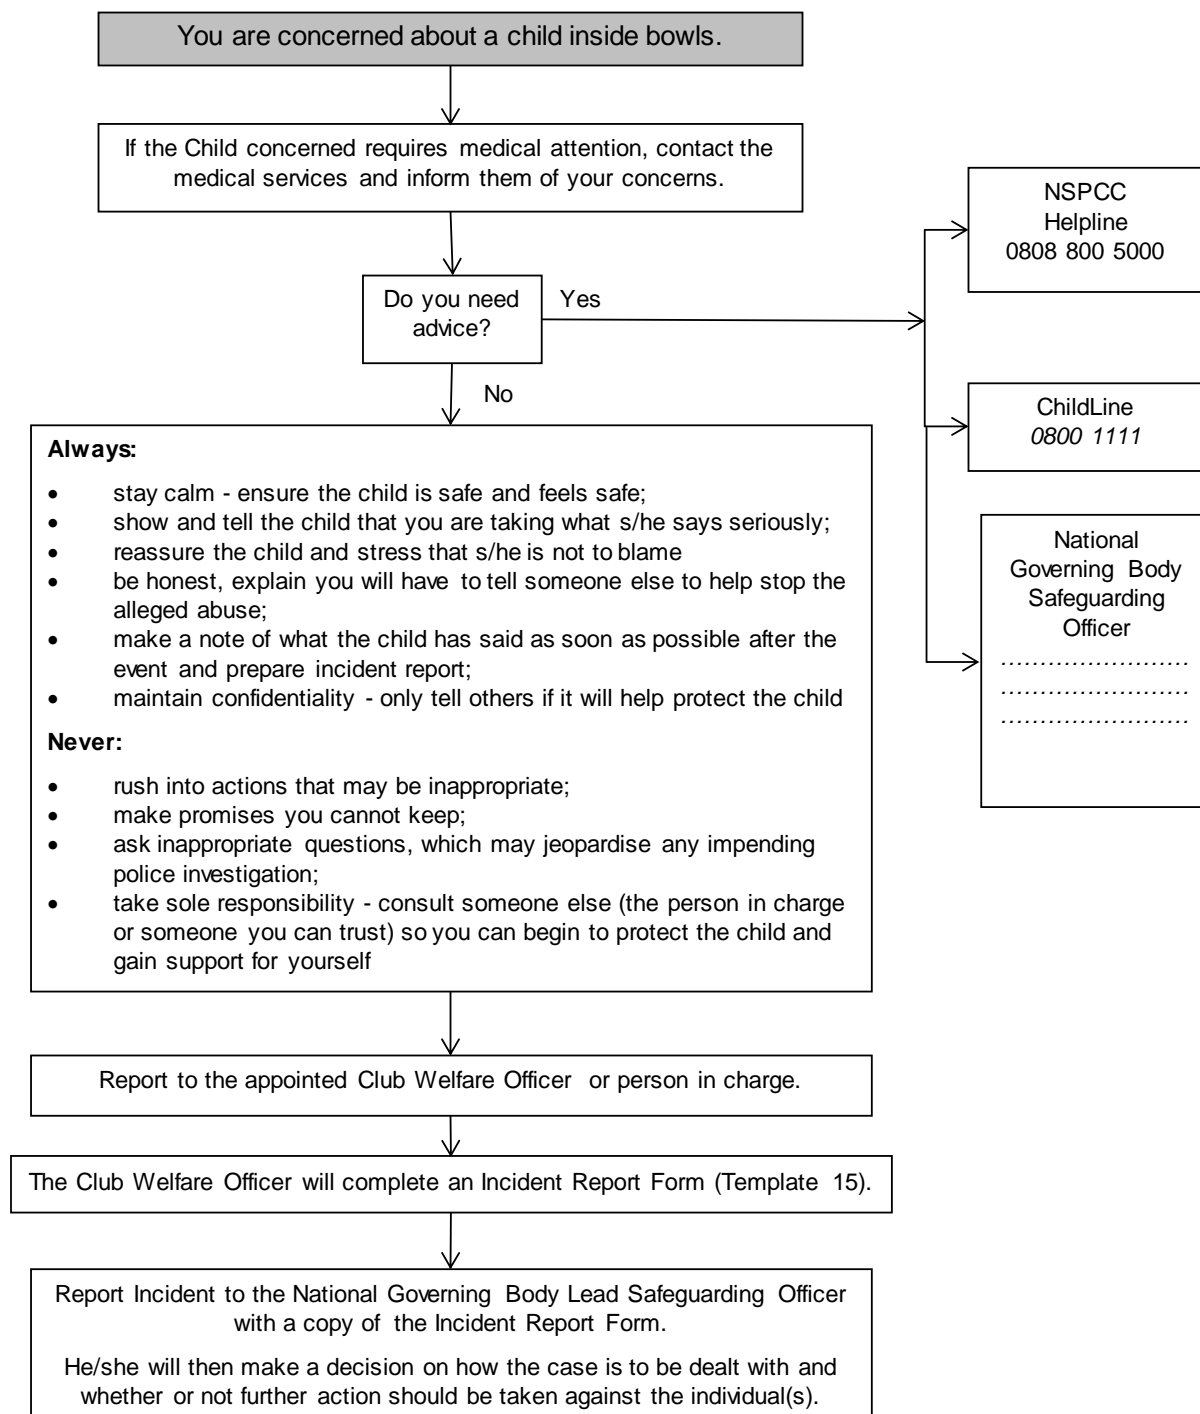 You are concerned about a child inside bowls.
If the Child concerned requires medical attention, contact the
medical services and inform them of your concerns.
Do you need
advice?
Yes
No
NSPCC
Helpline
0808 800 5000
ChildLine
0800 1111
National
Governing Body
Safeguarding
Officer
........................
........................
........................
Always:
• stay calm - ensure the child is safe and feels safe;
• show and tell the child that you are taking what s/he says seriously;
• reassure the child and stress that s/he is not to blame
• be honest, explain you will have to tell someone else to help stop the
alleged abuse;
• make a note of what the child has said as soon as possible after the
event and prepare incident report;
• maintain confidentiality - only tell others if it will help protect the child
Never:
• rush into actions that may be inappropriate;
• make promises you cannot keep;
• ask inappropriate questions, which may jeopardise any impending
police investigation;
• take sole responsibility - consult someone else (the person in charge
or someone you can trust) so you can begin to protect the child and
gain support for yourself
Report to the appointed Club Welfare Officer or person in charge.
The Club Welfare Officer will complete an Incident Report Form (Template 15).
Report Incident to the National Governing Body Lead Safeguarding Officer
with a copy of the Incident Report Form.
He/she will then make a decision on how the case is to be dealt with and
whether or not further action should be taken against the individual(s).